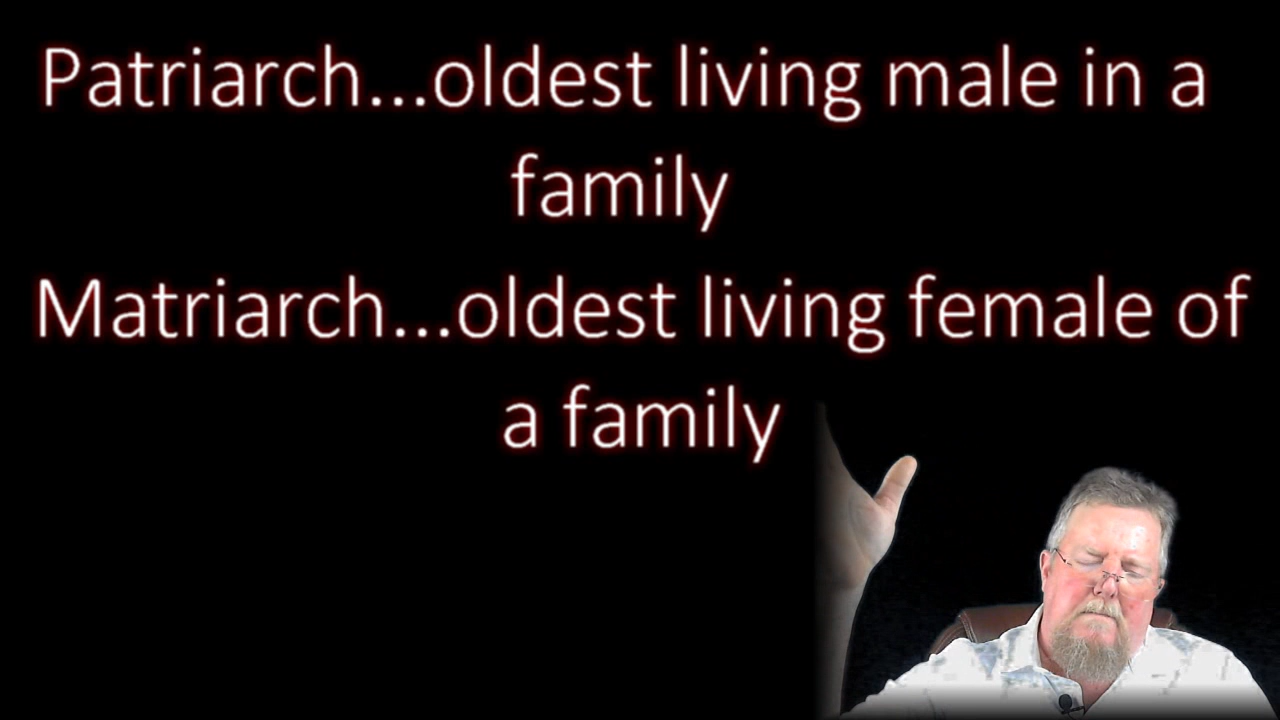 Patriarch...oldest living male in a
family
Matriarch...oldest living female of
a family